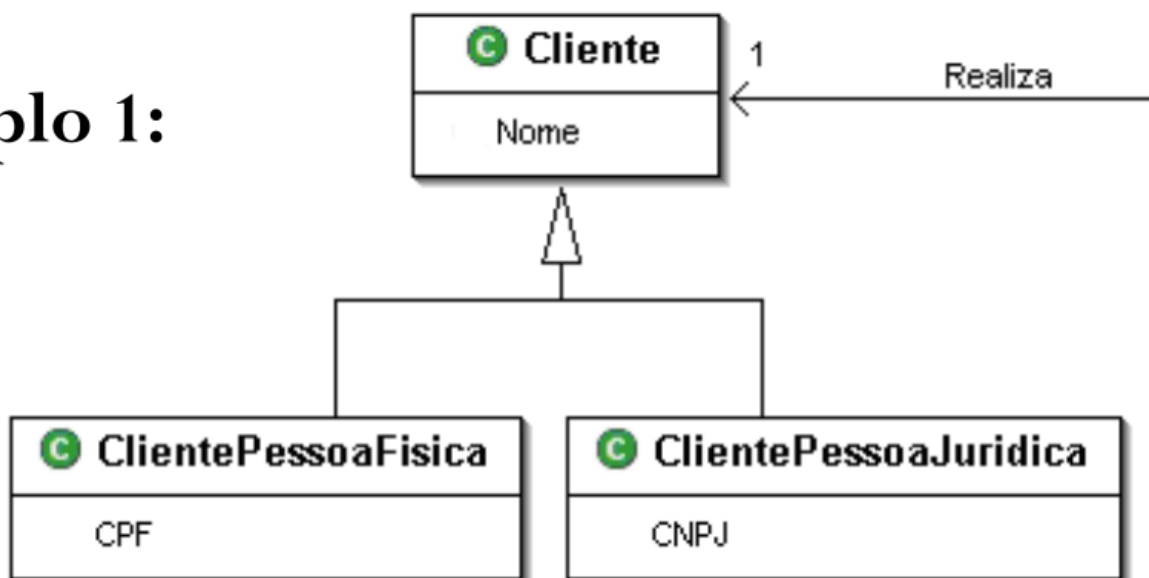 C Cliente
1
Realiza
plo 1:
Nome
C ClientePessoaFisica
C ClientePessoaJuridica
CPF
CNPJ